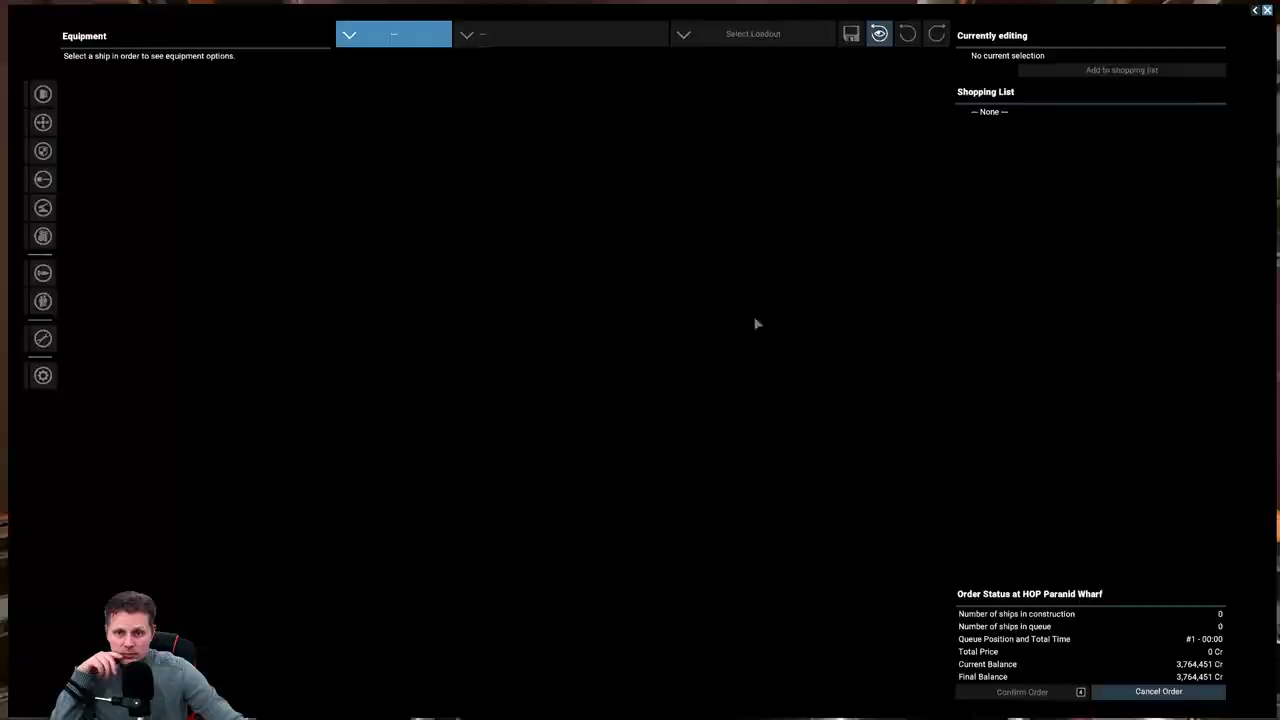 Equipment
Select a ship in order to see equipment options.
—
—
Select Loadout
Currently editing
No current selection
Add to shopping list
Shopping List
— None —
Order Status at HOP Paranid Wharf
Number of ships in construction 0
Number of ships in queue 0
Queue Position and Total Time #1 - 00:00
Total Price 0 Cr
Current Balance 3,764,451 Cr
Final Balance 3,764,451 Cr
Confirm Order
Cancel Order